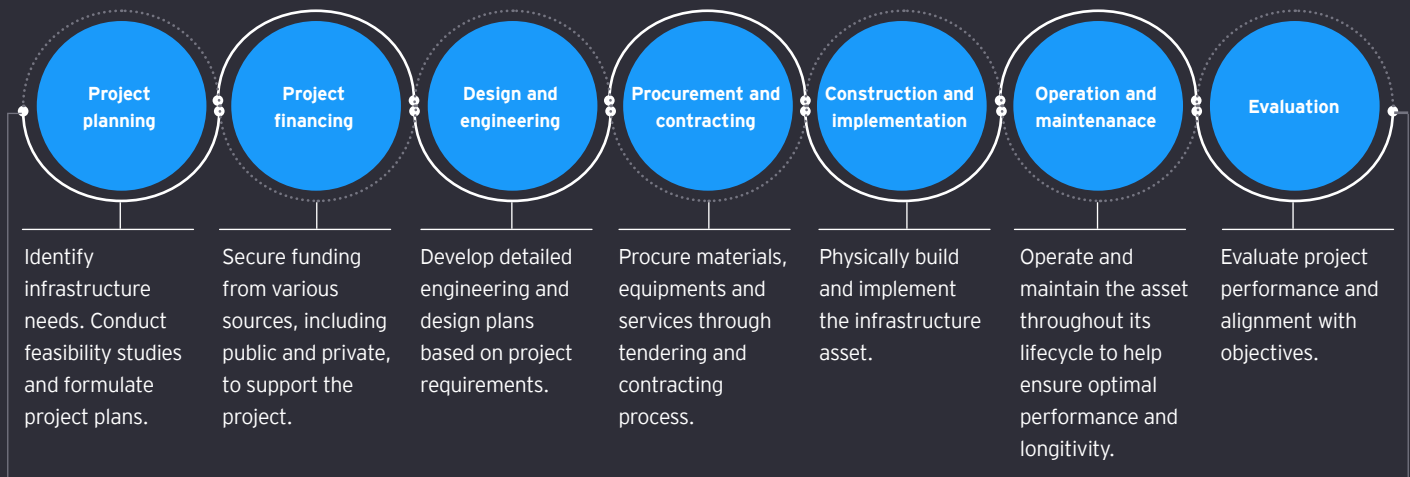 Project
planning
Project
financing
Design and
engineering
Procurement and
contracting
Construction and
implementation
Operation and
maintenanace
Evaluation
Identify
infrastructure
needs. Conduct
feasibility studies
and formulate
project plans.
Secure funding
from various
sources, including
public and private,
to support the
project.
Develop detailed
engineering and
design plans
based on project
requirements.
Procure materials,
equipments and
services through
tendering and
contracting
process.
Physically build
and implement
the infrastructure
asset.
Operate and
maintain the asset
throughout its
lifecycle to help
ensure optimal
performance and
longitivity.
Evaluate project
performance and
alignment with
objectives.